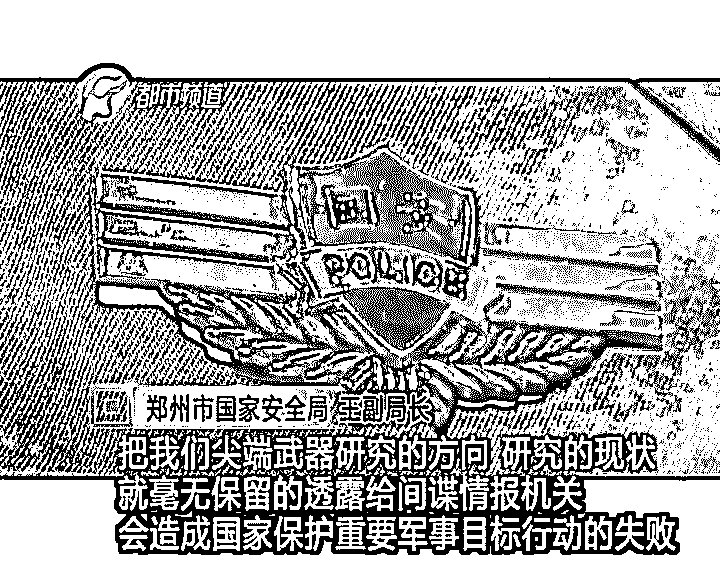 都市频道
警察
POLICE
郑州市国家安全局 王副局长
把我们尖端武器研究的方向 研究的现状
就毫无保留的透露给间谍情报机关
会造成国家保护重要军事目标行动的失败